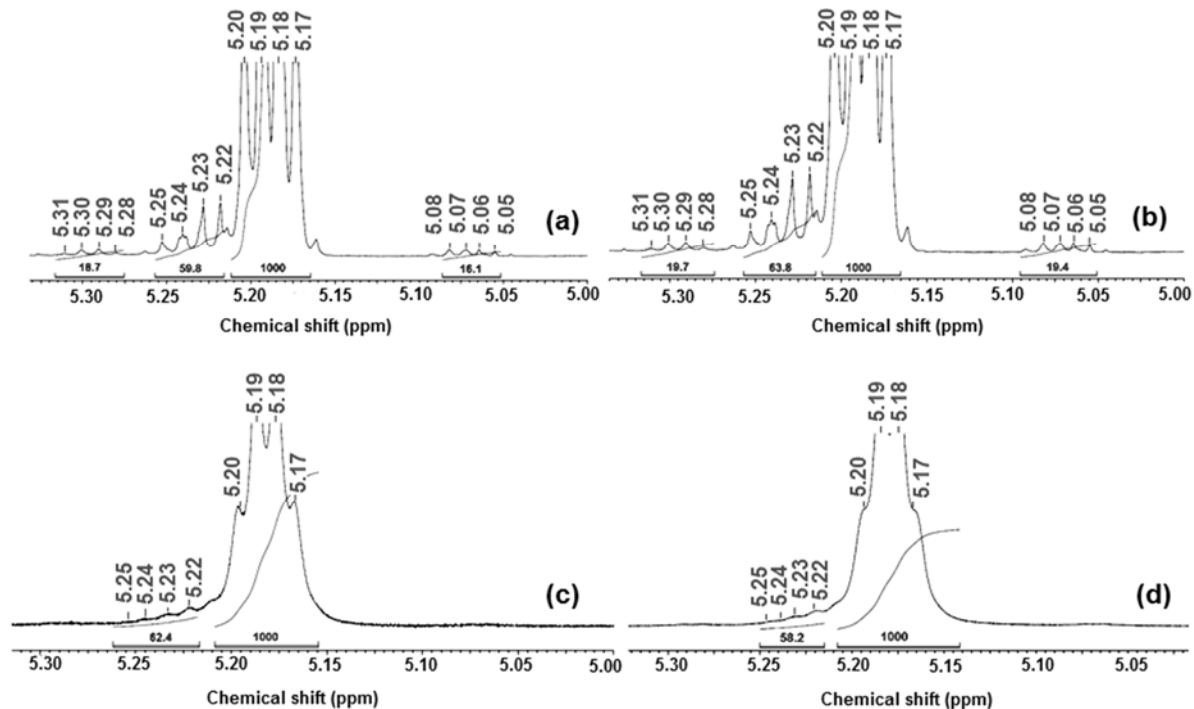 5.20 5.19 5.18 5.17
5.31 5.30 5.29 5.28 5.25 5.24 5.23 5.22 5.08 5.07 5.06 5.05
(a)
18.7 59.8 1000 16.1
5.30 5.25 5.20 5.15 5.10 5.05 5.00
Chemical shift (ppm)
5.20 5.19 5.18 5.17
5.31 5.30 5.29 5.28 5.25 5.24 5.23 5.22 5.08 5.07 5.06 5.05
(b)
19.7 63.8 1000 19.4
5.30 5.25 5.20 5.15 5.10 5.05 5.00
Chemical shift (ppm)
5.20 5.19 5.18 5.17
5.25 5.24 5.23 5.22
(c)
62.4 1000
5.30 5.25 5.20 5.15 5.10 5.05 5.00
Chemical shift (ppm)
5.20 5.19 5.18 5.17
5.25 5.24 5.23 5.22
(d)
58.2 1000
5.30 5.25 5.20 5.15 5.10 5.05
Chemical shift (ppm)